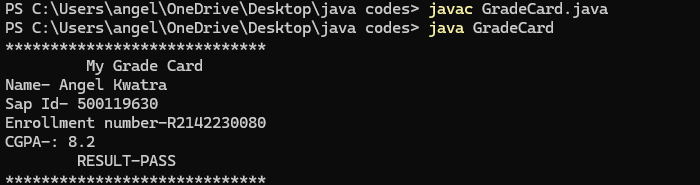 PS C:\Users\angel\OneDrive\Desktop\java codes> javac GradeCard.java
PS C:\Users\angel\OneDrive\Desktop\java codes> java GradeCard
*****************************
         My Grade Card
Name- Angel Kwatra
Sap Id- 500119630
Enrollment number-R2142230080
CGPA-: 8.2
        RESULT-PASS
*****************************